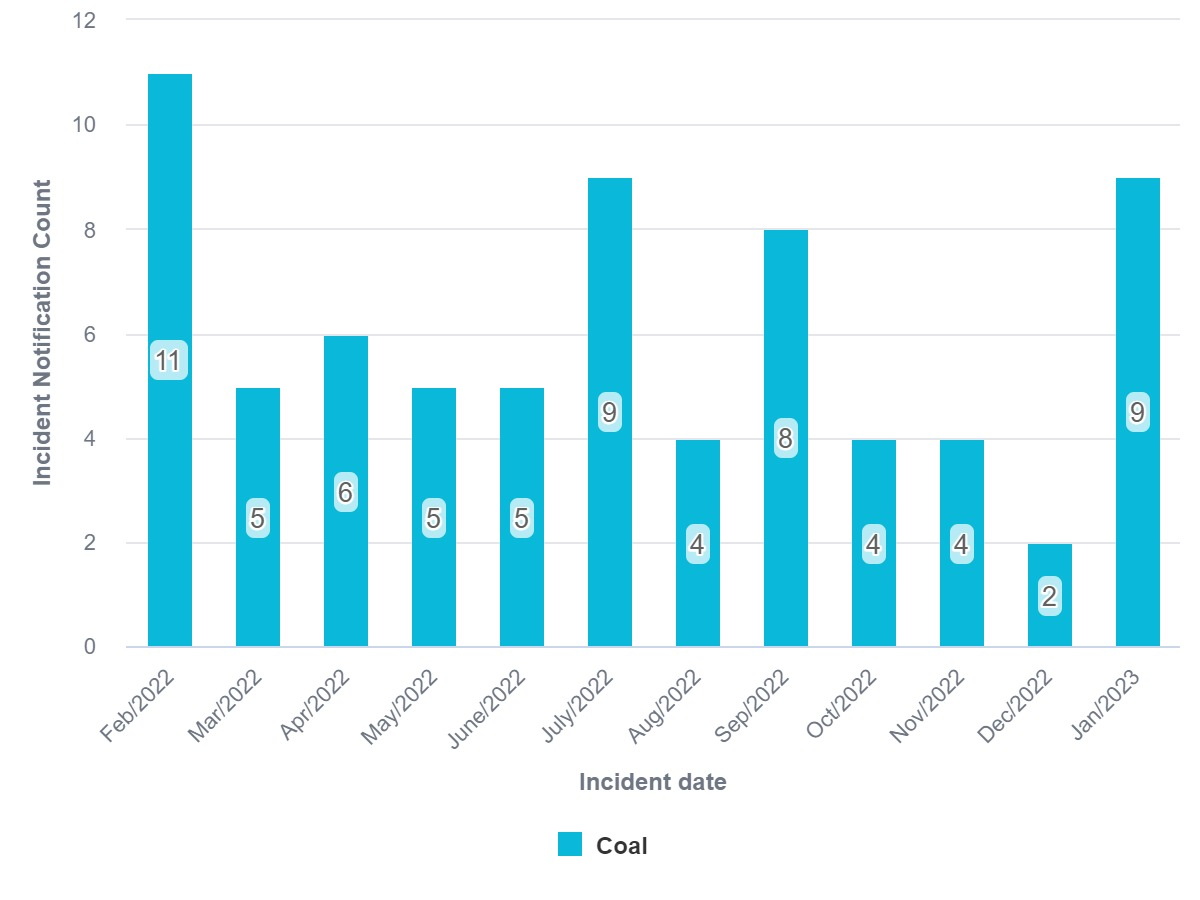 12
10
8
6
4
2
0
Incident Notification Count
11
5
6
5
5
9
4
8
4
4
2
9
Feb/2022
Mar/2022
Apr/2022
May/2022
June/2022
July/2022
Aug/2022
Sep/2022
Oct/2022
Nov/2022
Dec/2022
Jan/2023
Incident date
Coal